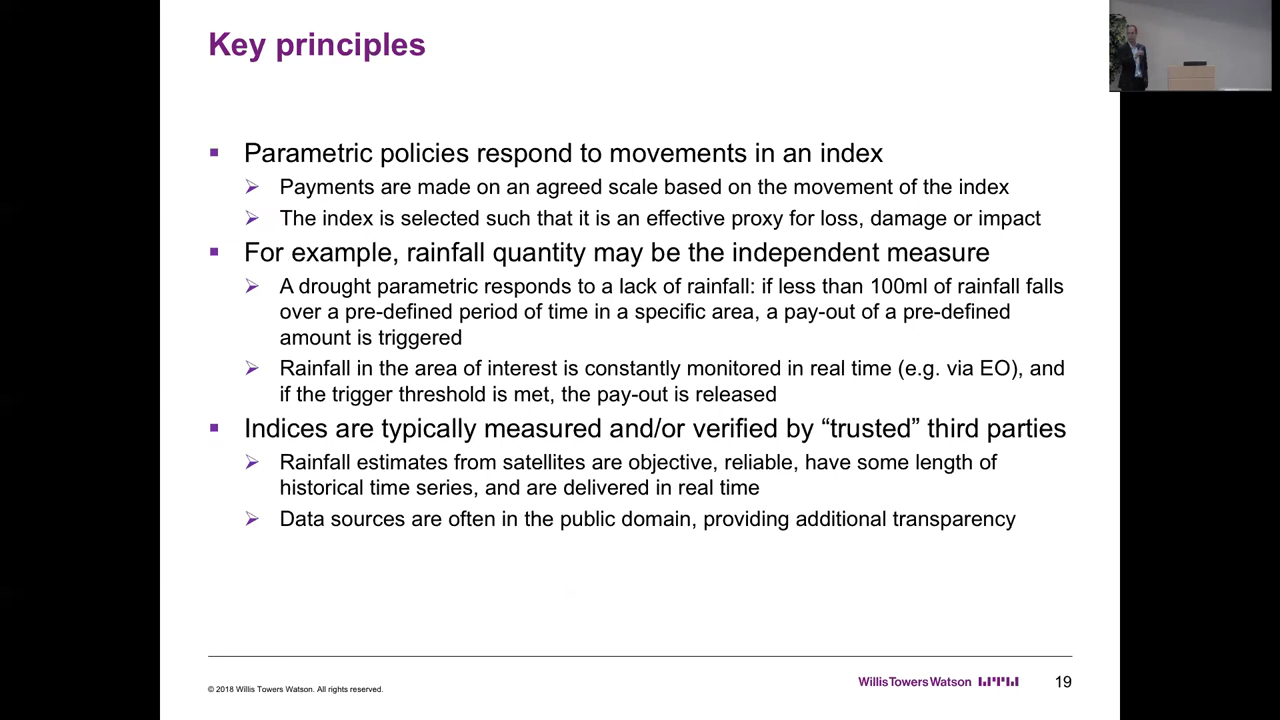 Key principles
Parametric policies respond to movements in an index
Payments are made on an agreed scale based on the movement of the index
The index is selected such that it is an effective proxy for loss, damage or impact
For example, rainfall quantity may be the independent measure
A drought parametric responds to a lack of rainfall: if less than 100ml of rainfall falls
over a pre-defined period of time in a specific area, a pay-out of a pre-defined
amount is triggered
Rainfall in the area of interest is constantly monitored in real time (e.g. via EO), and
if the trigger threshold is met, the pay-out is released
Indices are typically measured and/or verified by “trusted” third parties
Rainfall estimates from satellites are objective, reliable, have some length of
historical time series, and are delivered in real time
Data sources are often in the public domain, providing additional transparency
© 2018 Willis Towers Watson. All rights reserved.
WillisTowersWatson
19